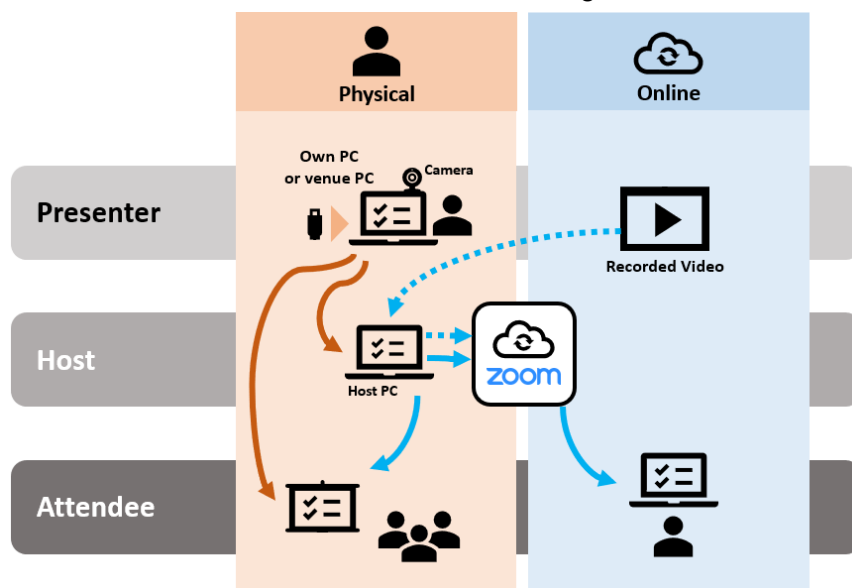 Physical
Online
Own PC
or venue PC
Camera
Presenter
Recorded Video
Host
zoom
Host PC
Attendee